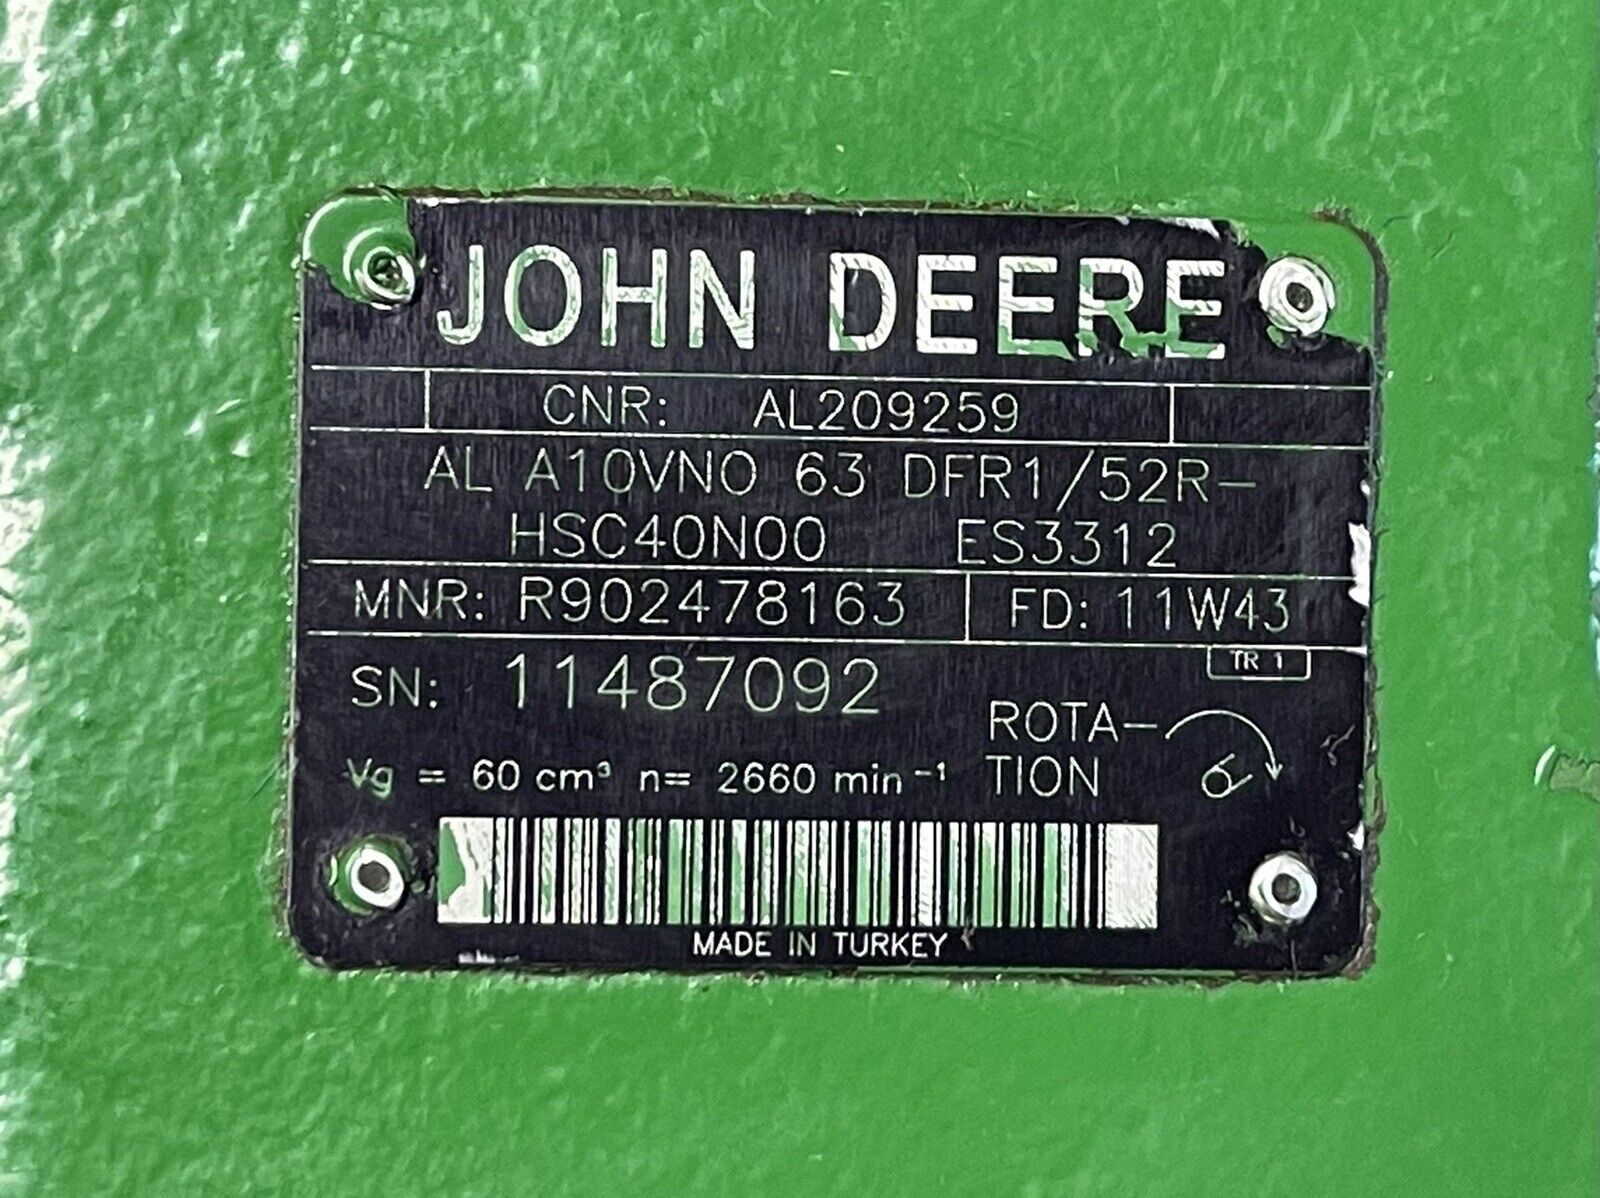 JOHN DEERE
CNR: AL209259
AL A10VNO 63 DFR1/52R-
HSC40N00 ES3312
MNR: R902478163 FD: 11W43
TR 1
SN: 11487092
ROTA-
TION
Vg = 60 cm³ n= 2660 min⁻¹
MADE IN TURKEY